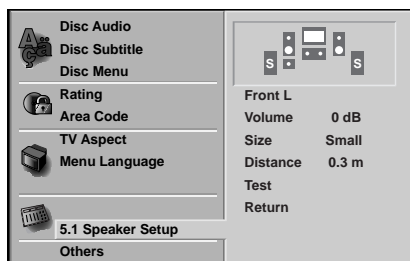 Disc Audio
Disc Subtitle
Disc Menu
Rating
Area Code
TV Aspect
Menu Language
5.1 Speaker Setup
Others
S S
Front L
Volume 0 dB
Size Small
Distance 0.3 m
Test
Return